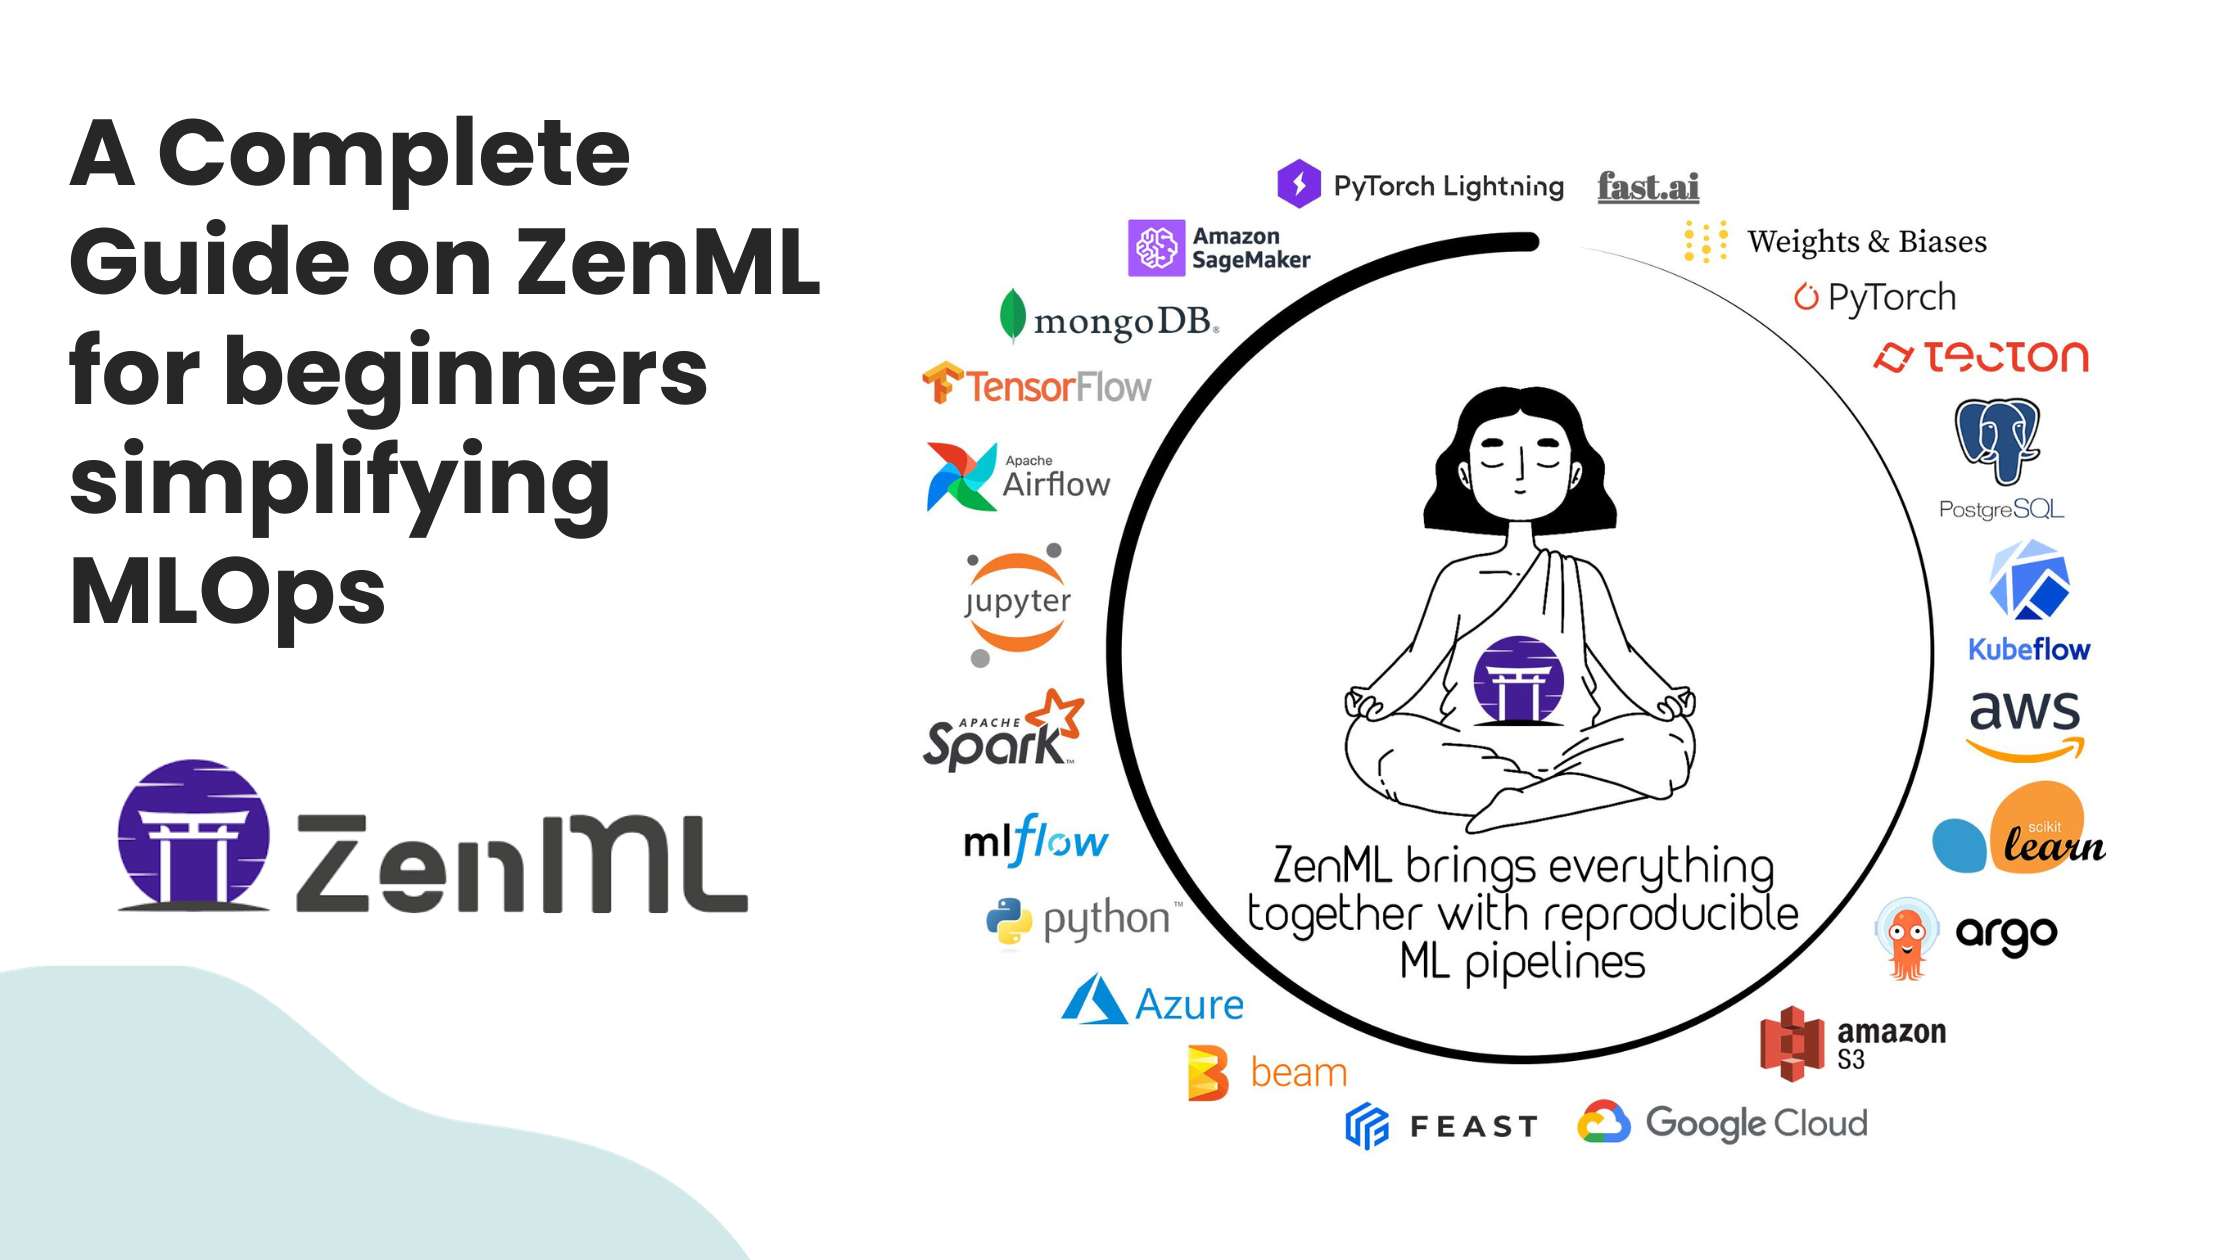 A Complete
Guide on ZenML
for beginners
simplifying
MLOps
ZenML
PyTorch Lightning
fast.ai
Amazon
SageMaker
Weights & Biases
mongoDB®
PyTorch
TensorFlow
tecton
Apache
Airflow
PostgreSQL
jupyter
Kubeflow
APACHE
Spark™
aws
mlflow
scikit
learn
python™
argo
Azure
amazon
S3
beam
FEAST
Google Cloud
ZenML brings everything
together with reproducible
ML pipelines